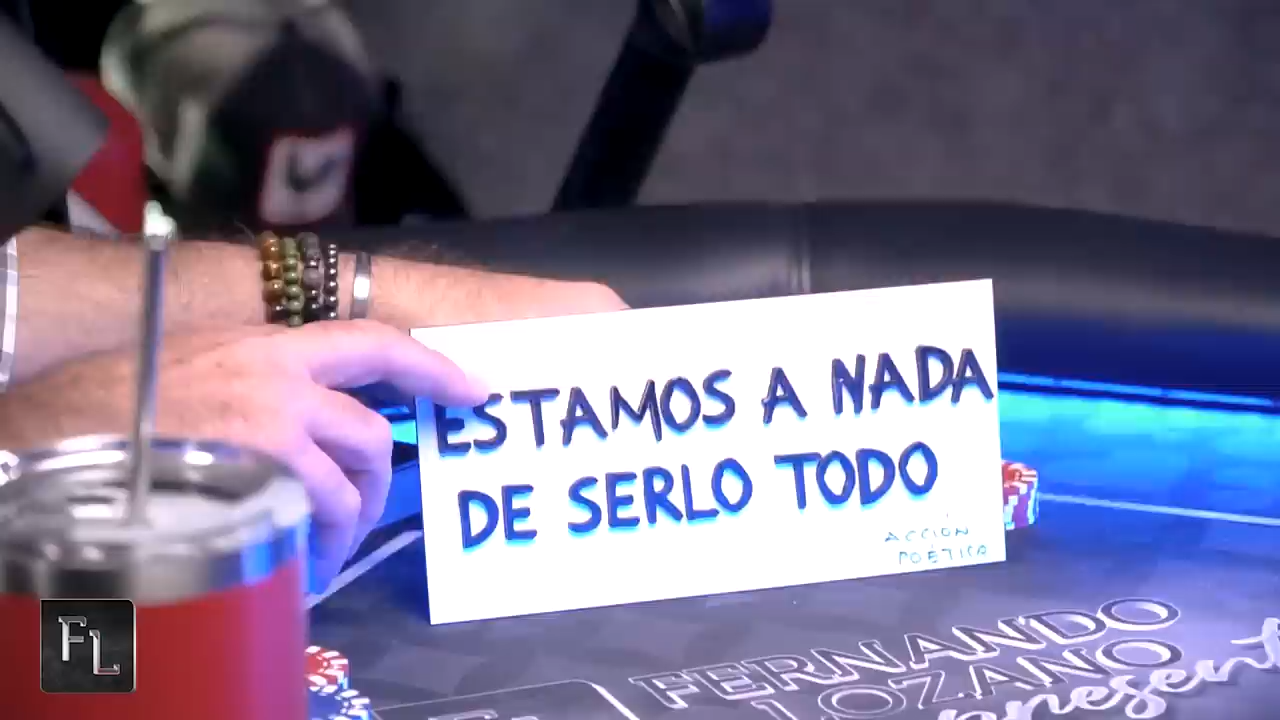 ESTAMOS A NADA
DE SERLO TODO
ACCIÓN
POÉTICA
FERNANDO
LOZANO
presenta
FL